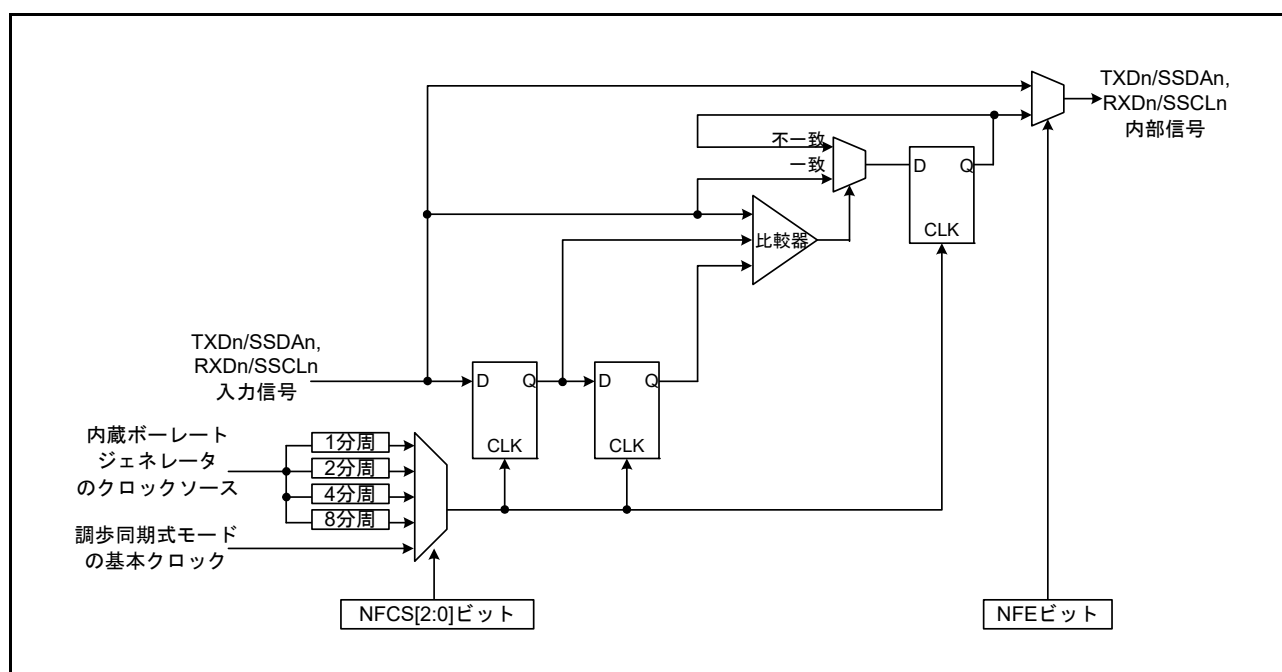 TXDn/SSDAn,
RXDn/SSCLn
内部信号
不一致
一致
D
Q
CLK
比較器
TXDn/SSDAn,
RXDn/SSCLn
入力信号
D
Q
CLK
D
Q
CLK
内蔵ボーレート
ジェネレータ
のクロックソース
1分周
2分周
4分周
8分周
調歩同期式モード
の基本クロック
NFCS[2:0]ビット
NFEビット